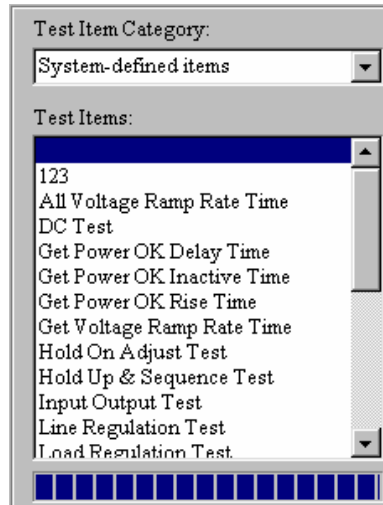 Test Item Category:
System-defined items
Test Items:
123
All Voltage Ramp Rate Time
DC Test
Get Power OK Delay Time
Get Power OK Inactive Time
Get Power OK Rise Time
Get Voltage Ramp Rate Time
Hold On Adjust Test
Hold Up & Sequence Test
Input Output Test
Line Regulation Test
Load Regulation Test